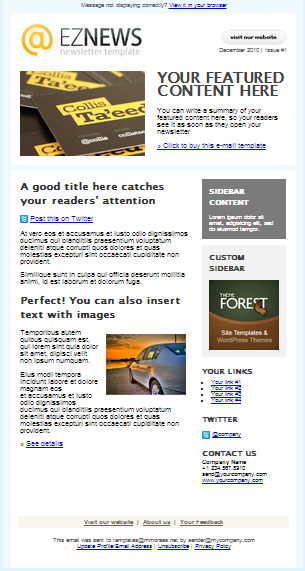 Message not displaying correctly? View it in your browser
@ EZNEWS
newsletter template
visit our website
December 2010 | Issue #1
Collis
Ta'eed
YOUR FEATURED
CONTENT HERE
You can write a summary of your
featured content here, so your readers
see it as soon as they open your
newsletter
» Click to buy this e-mail template
A good title here catches
your readers' attention
Post this on Twitter
At vero eos et accusamus et iusto odio dignissimos
ducimus qui blanditiis praesentium voluptatum
deleniti atque corrupti quos dolores et quas
molestias excepturi sint occaecati cupiditate non
provident.
Similique sunt in culpa qui officia deserunt mollitia
animi, id est laborum et dolorum fuga.
Perfect! You can also insert
text with images
Temporibus autem
quibus quisquam est,
qui lorem sint quia dolor
sit amet, dipisci velit
non ipsum numquam.
Eius modi tempora
incidunt labore et dolore
magnam eos
et accusamus et iusto
odio dignissimos
ducimus qui blanditiis praesentium voluptatum
deleniti atque corrupti quos dolores et quas
molestias excepturi sint occaecati cupiditate non
provident.
» See details
SIDEBAR
CONTENT
Lorem ipsum dolor sit
amet, adipiscing elit, sed
do eiusmod tempor.
CUSTOM
SIDEBAR
THEME
FOREST
Site Templates &
WordPress Themes
YOUR LINKS
Your link #1
Your link #2
Your link #3
Your link #4
TWITTER
@company
CONTACT US
Company Name
+1 234.567.8910
send@yourcompany.com
www.yourcompany.com
Visit our website | About us | Your Feedback
This email was sent to templates@mmoraes.net by sender@mycompany.com
Update Profile/Email Address | Unsubscribe | Privacy Policy